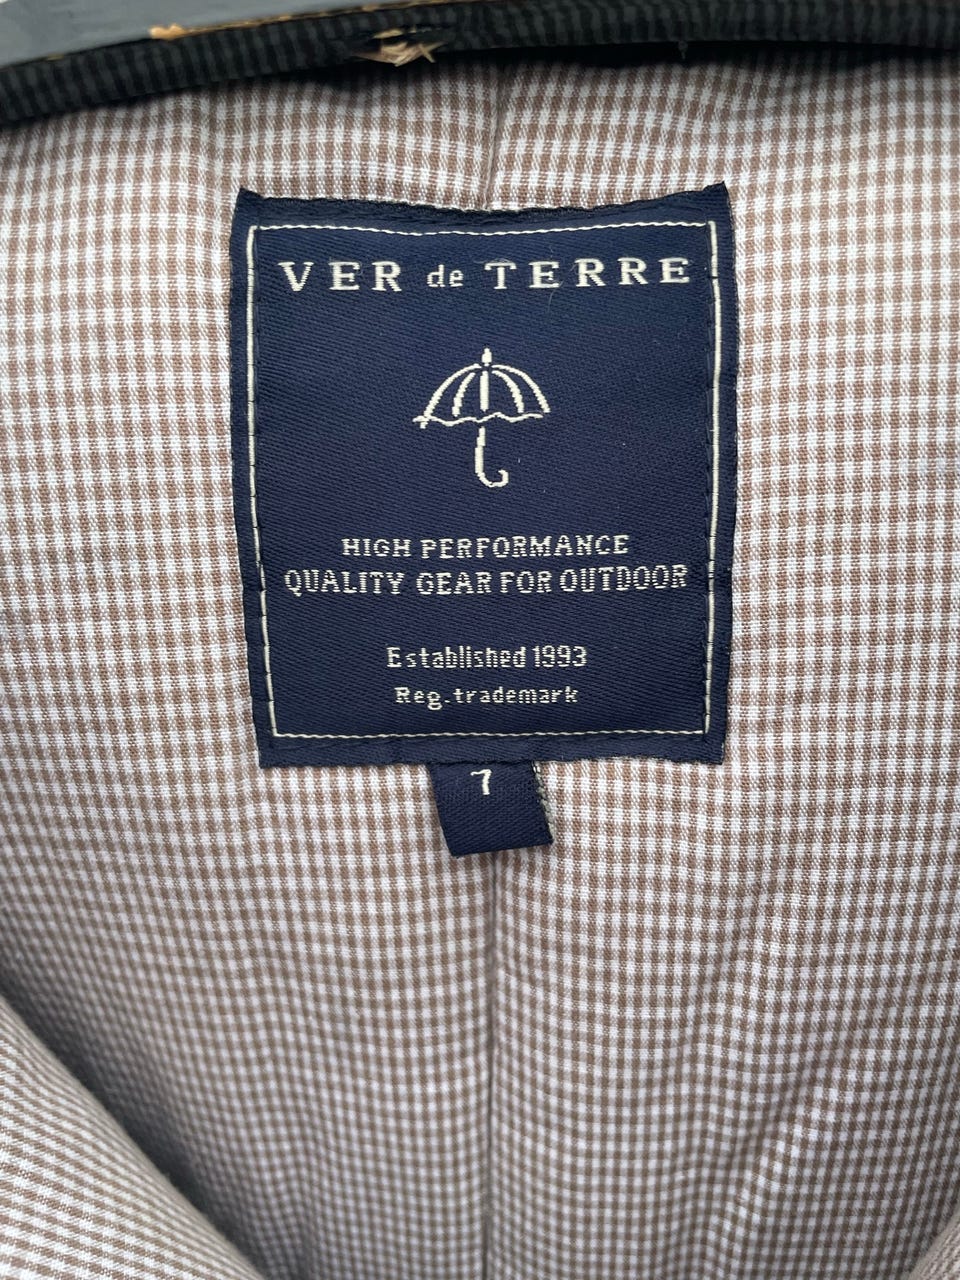 VER de TERRE
HIGH PERFORMANCE
QUALITY GEAR FOR OUTDOOR
Established 1993
Reg. trademark
7